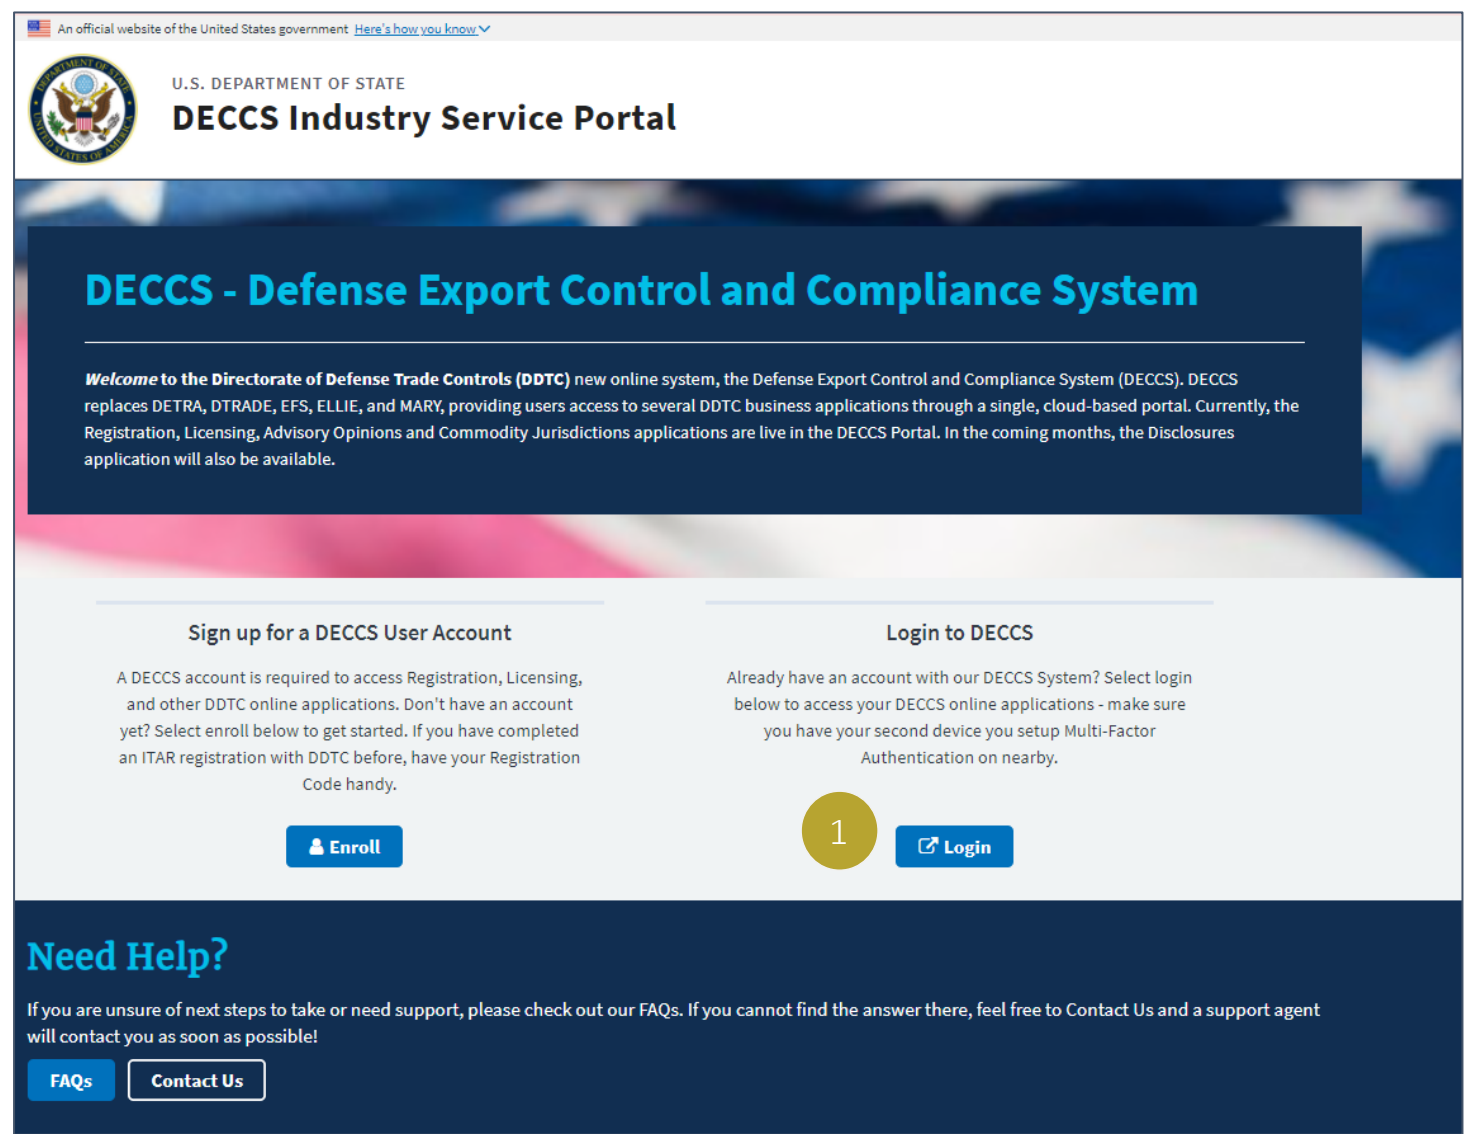 An official website of the United States government Here's how you know
U.S. DEPARTMENT OF STATE
DECCS Industry Service Portal
DEPARTMENT OF STATE
UNITED STATES OF AMERICA
DECCS - Defense Export Control and Compliance System
Welcome to the Directorate of Defense Trade Controls (DDTC) new online system, the Defense Export Control and Compliance System (DECCS). DECCS
replaces DETRA, DTRADE, EFS, ELLIE, and MARY, providing users access to several DDTC business applications through a single, cloud-based portal. Currently, the
Registration, Licensing, Advisory Opinions and Commodity Jurisdictions applications are live in the DECCS Portal. In the coming months, the Disclosures
application will also be available.
Sign up for a DECCS User Account
A DECCS account is required to access Registration, Licensing,
and other DDTC online applications. Don't have an account
yet? Select enroll below to get started. If you have completed
an ITAR registration with DDTC before, have your Registration
Code handy.
Enroll
Login to DECCS
Already have an account with our DECCS System? Select login
below to access your DECCS online applications - make sure
you have your second device you setup Multi-Factor
Authentication on nearby.
1
Login
Need Help?
If you are unsure of next steps to take or need support, please check out our FAQs. If you cannot find the answer there, feel free to Contact Us and a support agent
will contact you as soon as possible!
FAQs
Contact Us